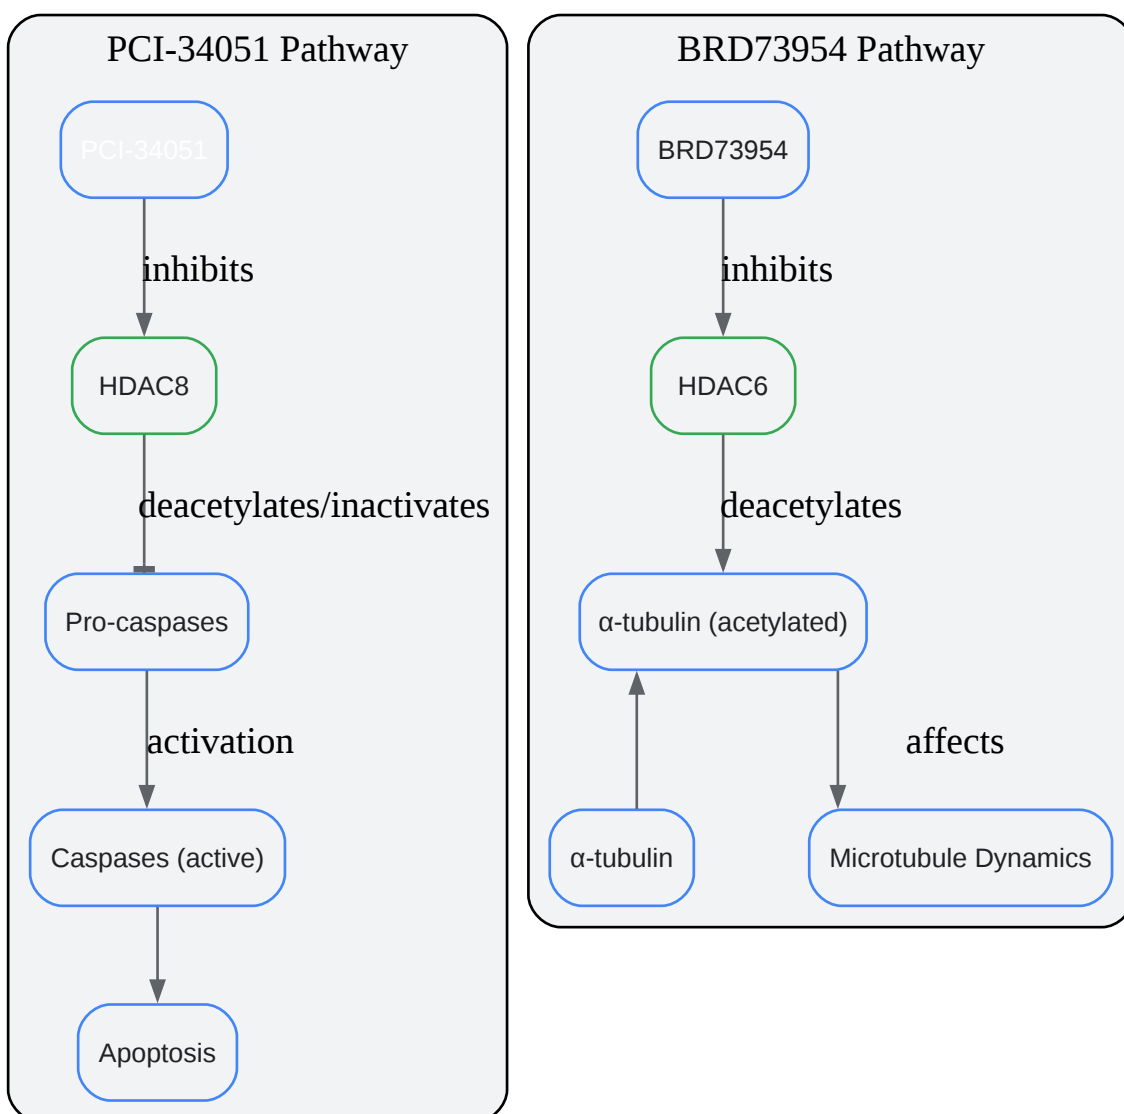 PCI-34051 Pathway
PCI-34051
inhibits
HDAC8
deacetylates/inactivates
Pro-caspases
activation
Caspases (active)
Apoptosis
BRD73954 Pathway
BRD73954
inhibits
HDAC6
deacetylates
α-tubulin (acetylated)
affects
α-tubulin
Microtubule Dynamics